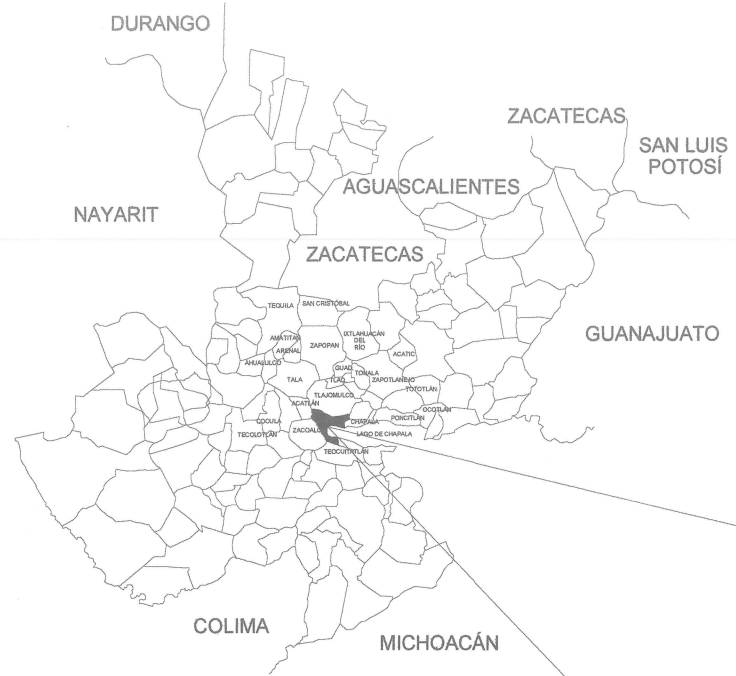 DURANGO
ZACATECAS
SAN LUIS
POTOSÍ
AGUASCALIENTES
NAYARIT
ZACATECAS
TEQUILA
SAN CRISTÓBAL
GUANAJUATO
AMATITÁN
IXTLAHUACÁN
DEL
RÍO
ARENAL
ZAPOPAN
ACATIC
AHUALULCO
GUAD.
TONALA
TALA
TLAQ.
ZAPOTLANEJO
TOTOTLÁN
TLAJOMULCO
ACATLÁN
OCOTLÁN
COCULA
CHAPALA
PONCITLÁN
TECOLOTLÁN
ZACOALCO
LAGO DE CHAPALA
TEOCUITATLÁN
COLIMA
MICHOACÁN